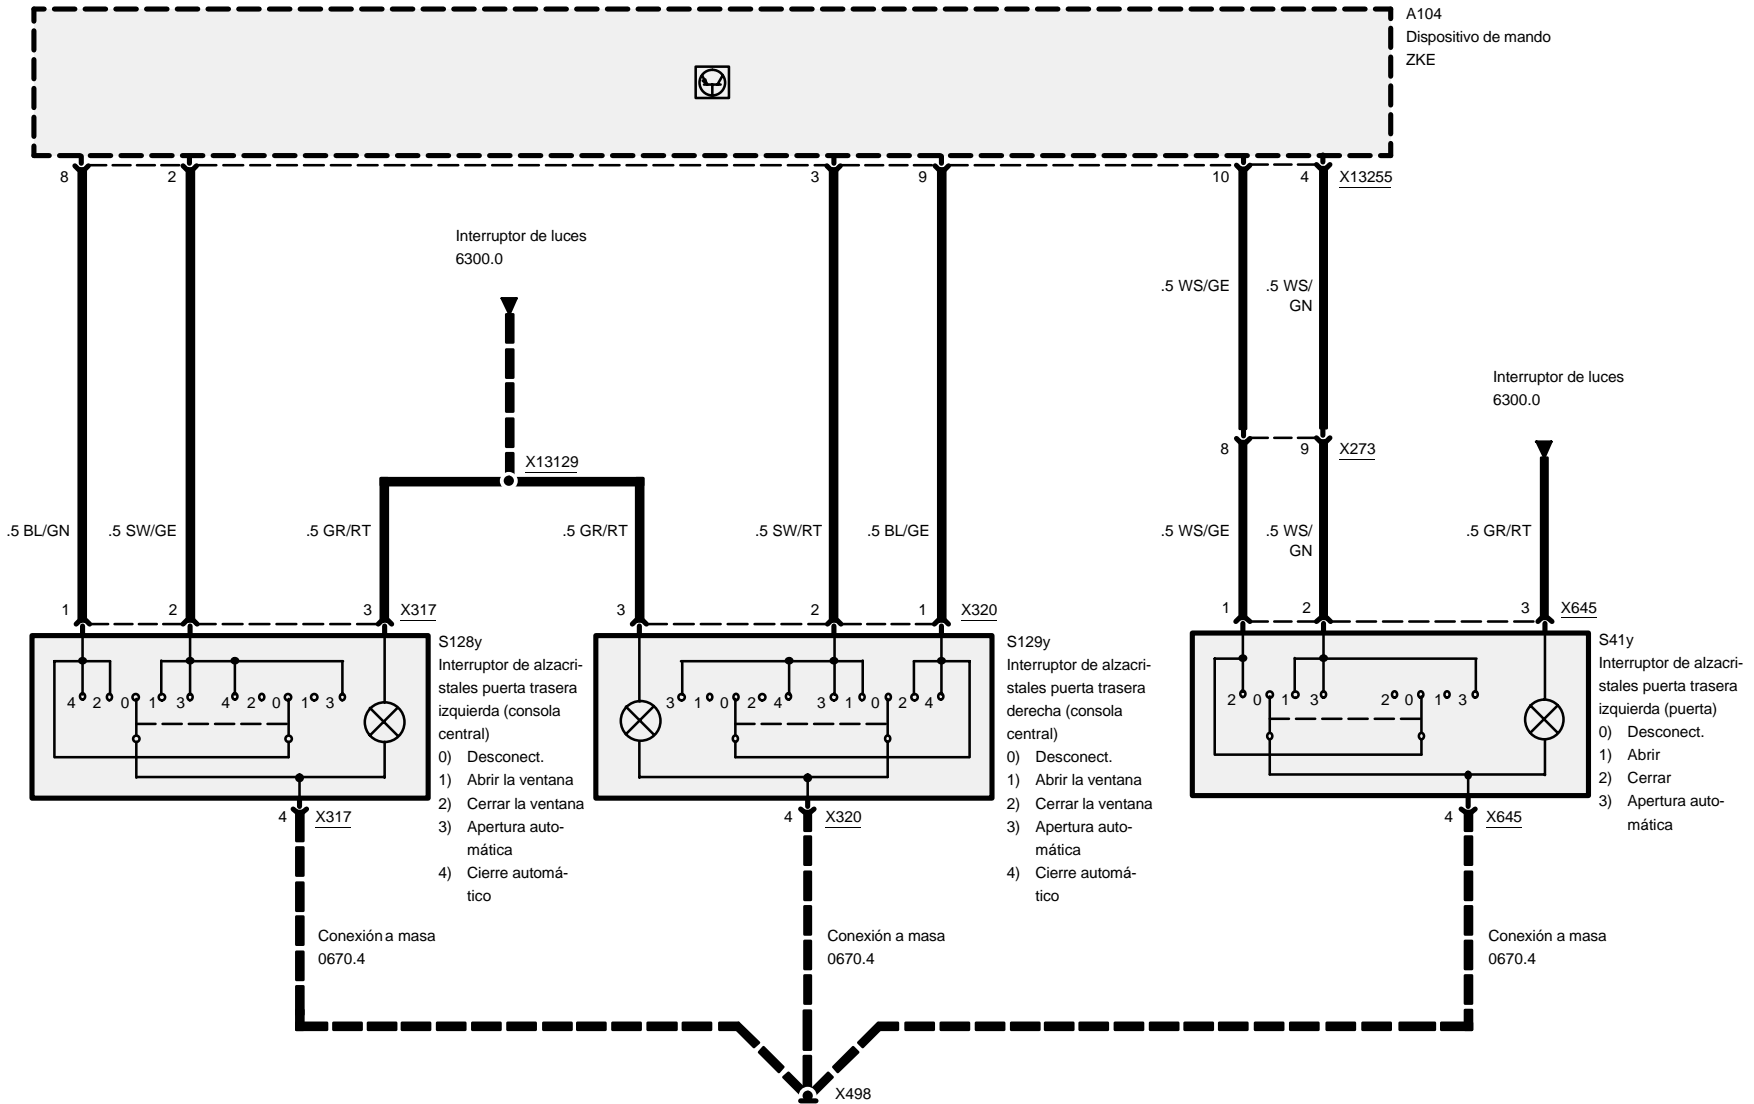 A104
Dispositivo de mando
ZKE
8
2
3
9
10
4
X13255
Interruptor de luces
6300.0
.5 WS/GE
.5 WS/
GN
Interruptor de luces
6300.0
8
9
X273
X13129
.5 BL/GN
.5 SW/GE
.5 GR/RT
.5 GR/RT
.5 SW/RT
.5 BL/GE
.5 WS/GE
.5 WS/
GN
.5 GR/RT
1
2
3
X317
3
2
1
X320
1
2
3
X645
S128y
Interruptor de alzacri-
stales puerta trasera
izquierda (consola
central)
0) Desconect.
1) Abrir la ventana
2) Cerrar la ventana
3) Apertura auto-
mática
4) Cierre automá-
tico
4 2 0 1 3 4 2 0 1 3
S129y
Interruptor de alzacri-
stales puerta trasera
derecha (consola
central)
0) Desconect.
1) Abrir la ventana
2) Cerrar la ventana
3) Apertura auto-
mática
4) Cierre automá-
tico
3 1 0 2 4 3 1 0 2 4
S41y
Interruptor de alzacri-
stales puerta trasera
izquierda (puerta)
0) Desconect.
1) Abrir
2) Cerrar
3) Apertura auto-
mática
2 0 1 3 2 0 1 3
4
X317
4
X320
4
X645
Conexión a masa
0670.4
Conexión a masa
0670.4
Conexión a masa
0670.4
X498